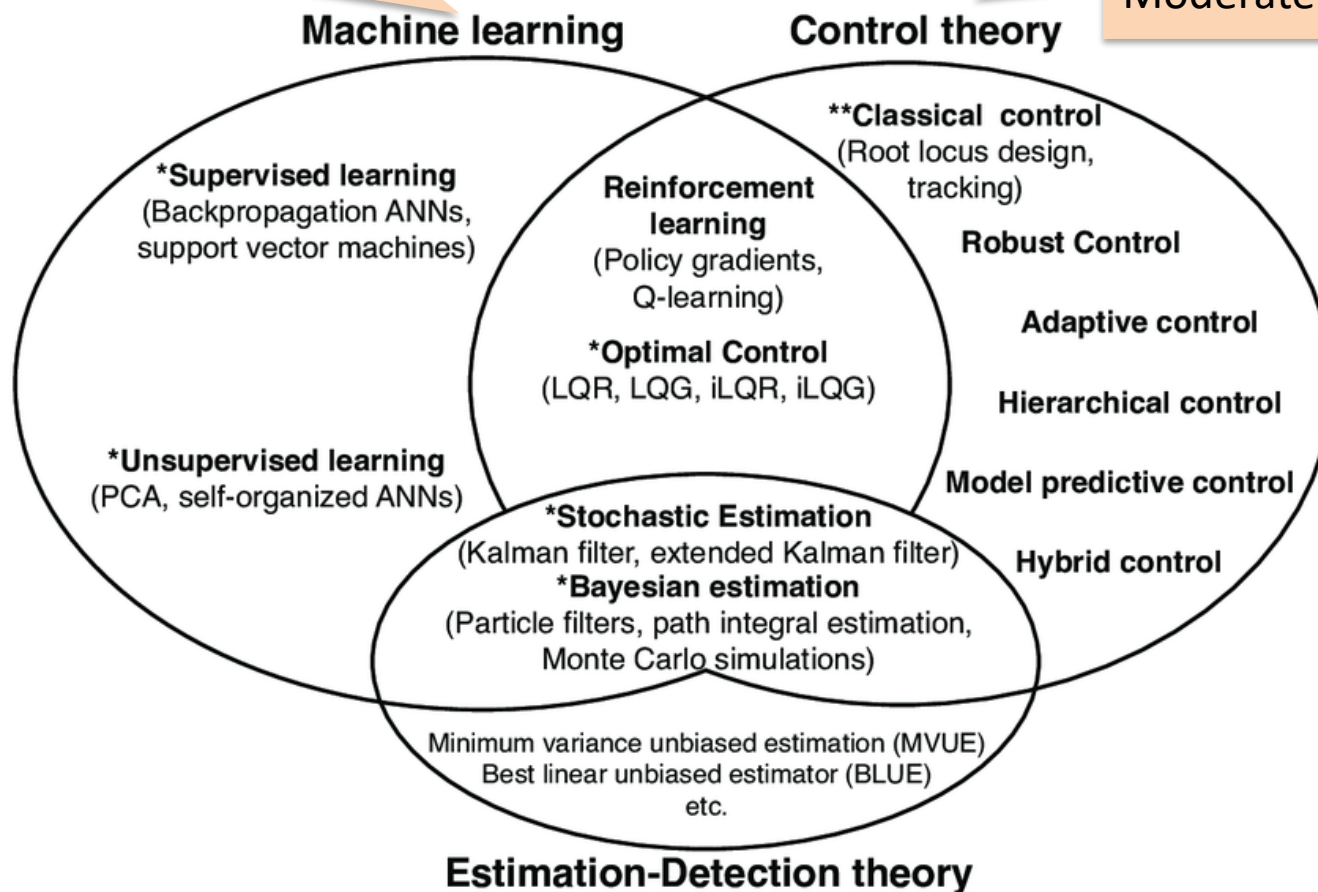 Moderate
Machine learning
Control theory
**Classical control
(Root locus design,
tracking)
*Supervised learning
(Backpropagation ANNs,
support vector machines)
Reinforcement
learning
(Policy gradients,
Q-learning)
*Optimal Control
(LQR, LQG, iLQR, iLQG)
Robust Control
Adaptive control
Hierarchical control
Model predictive control
Hybrid control
*Unsupervised learning
(PCA, self-organized ANNs)
*Stochastic Estimation
(Kalman filter, extended Kalman filter)
*Bayesian estimation
(Particle filters, path integral estimation,
Monte Carlo simulations)
Minimum variance unbiased estimation (MVUE)
Best linear unbiased estimator (BLUE)
etc.
Estimation-Detection theory